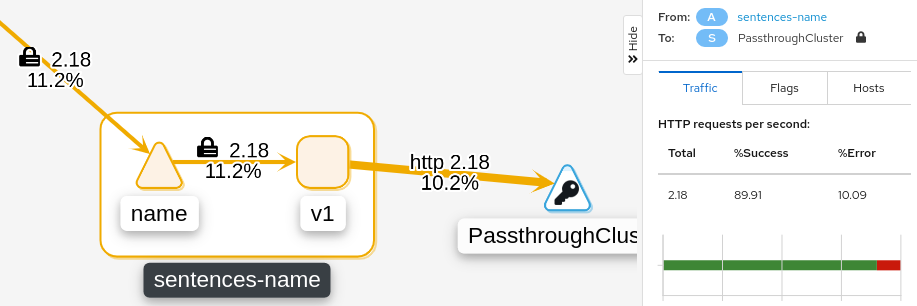 2.18
11.2%
2.18
11.2%
name
v1
sentences-name
http 2.18
10.2%
PassthroughClus
Hide
From: A sentences-name
To: S PassthroughCluster
Traffic Flags Hosts
HTTP requests per second:
Total %Success %Error
2.18 89.91 10.09